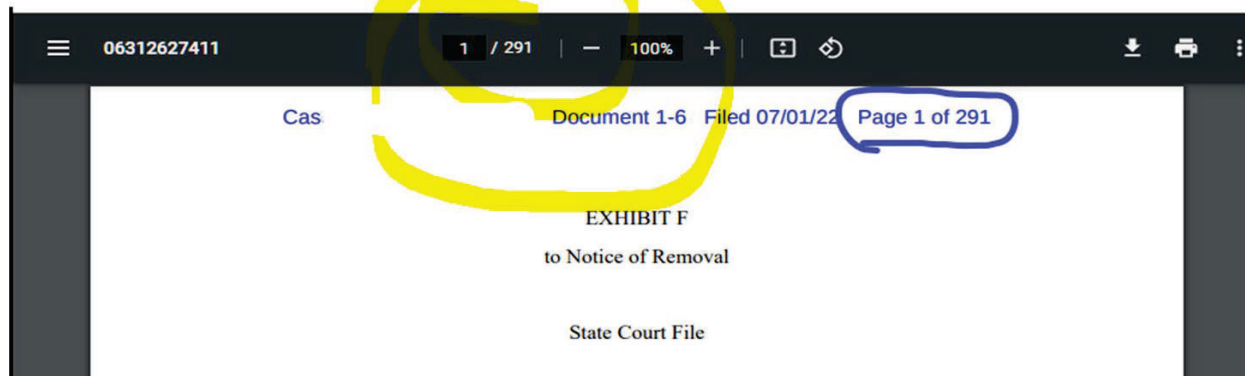 06312627411 1 / 291 100%
Cas Document 1-6 Filed 07/01/22 Page 1 of 291
EXHIBIT F
to Notice of Removal
State Court File